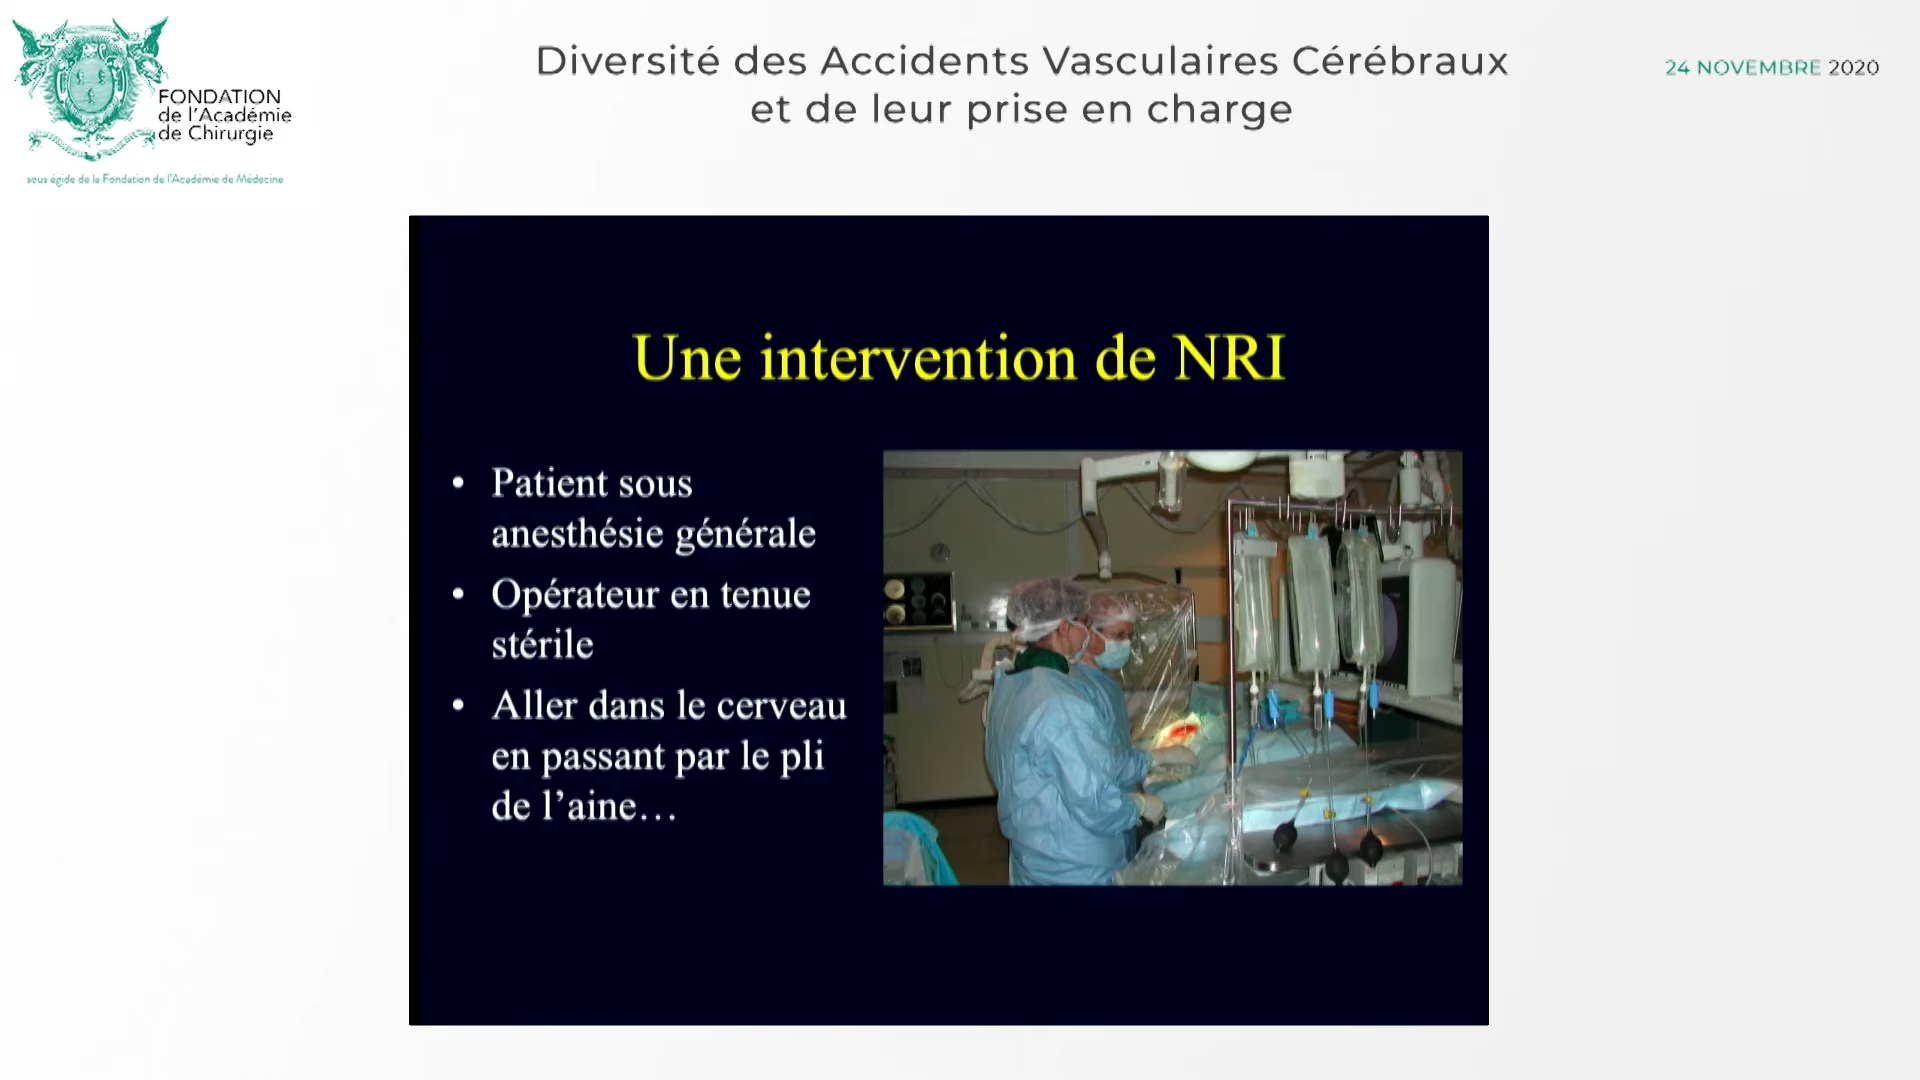 FONDATION
de l'Académie
de Chirurgie
sous égide de la Fondation de l'Académie de Médecine
Diversité des Accidents Vasculaires Cérébraux
et de leur prise en charge
24 NOVEMBRE 2020
Une intervention de NRI
• Patient sous
anesthésie générale
• Opérateur en tenue
stérile
• Aller dans le cerveau
en passant par le pli
de l’aine…